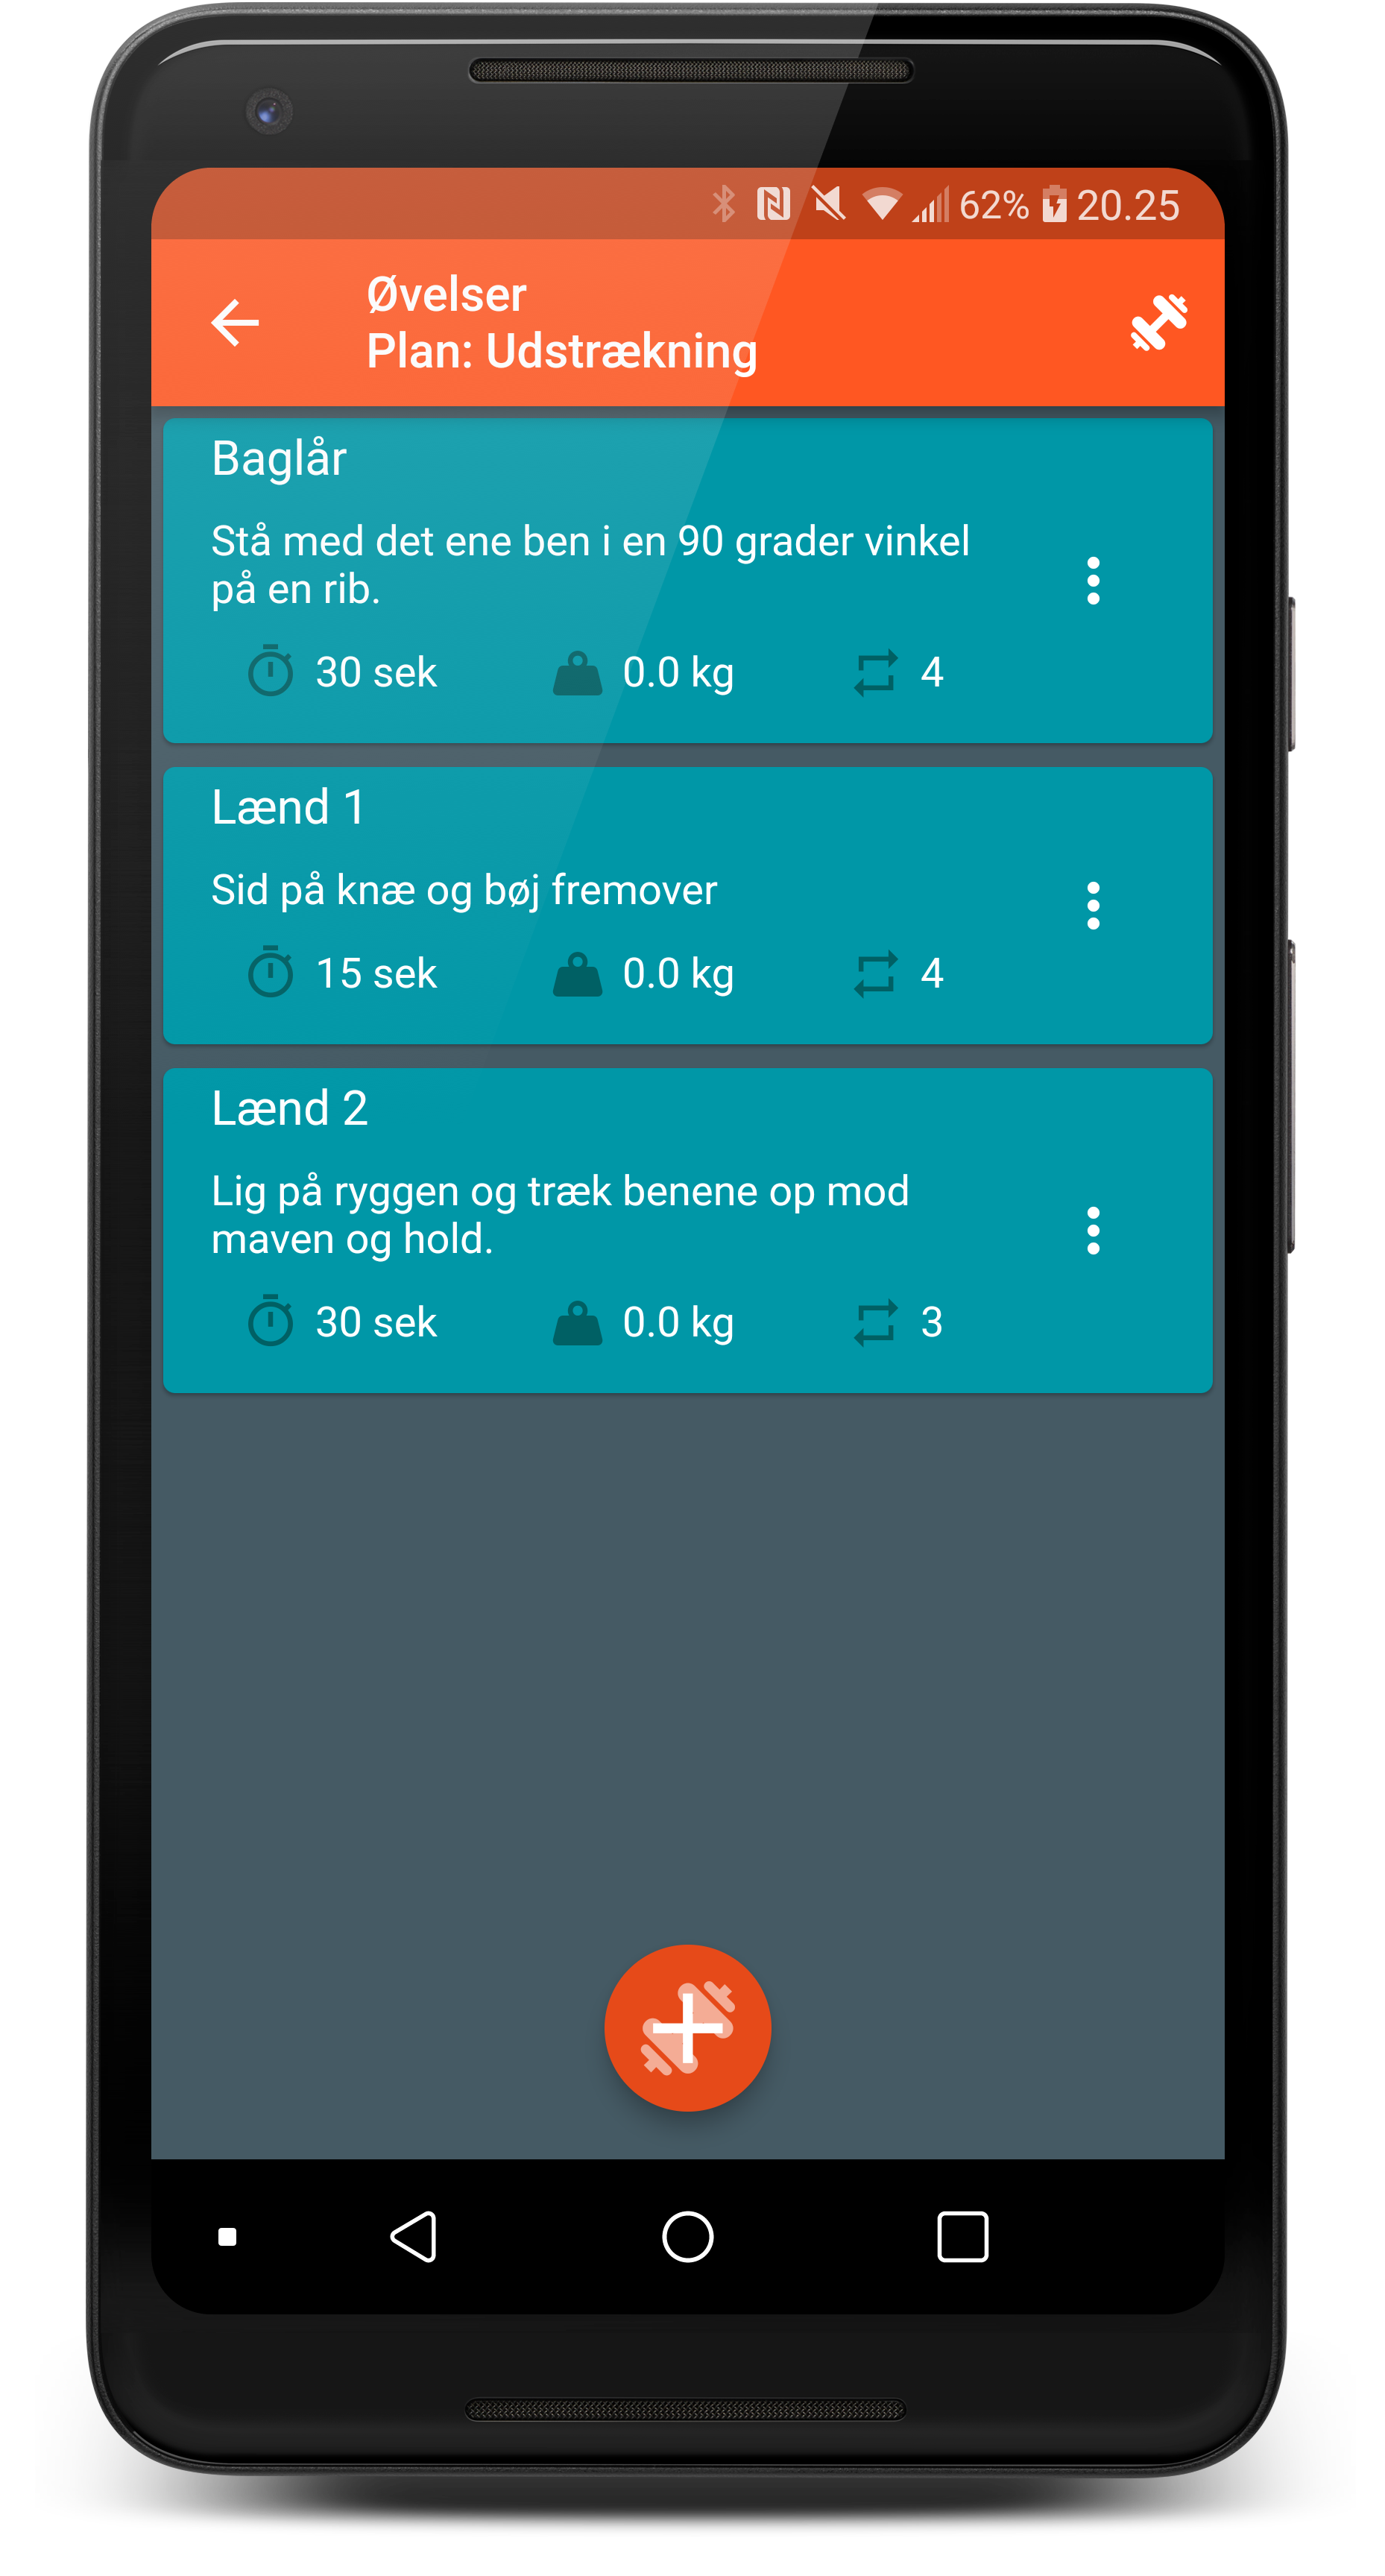 62% 20.25
Øvelser
Plan: Udstrækning
Baglår
Stå med det ene ben i en 90 grader vinkel
på en rib.
30 sek 0.0 kg 4
Lænd 1
Sid på knæ og bøj fremover
15 sek 0.0 kg 4
Lænd 2
Lig på ryggen og træk benene op mod
maven og hold.
30 sek 0.0 kg 3